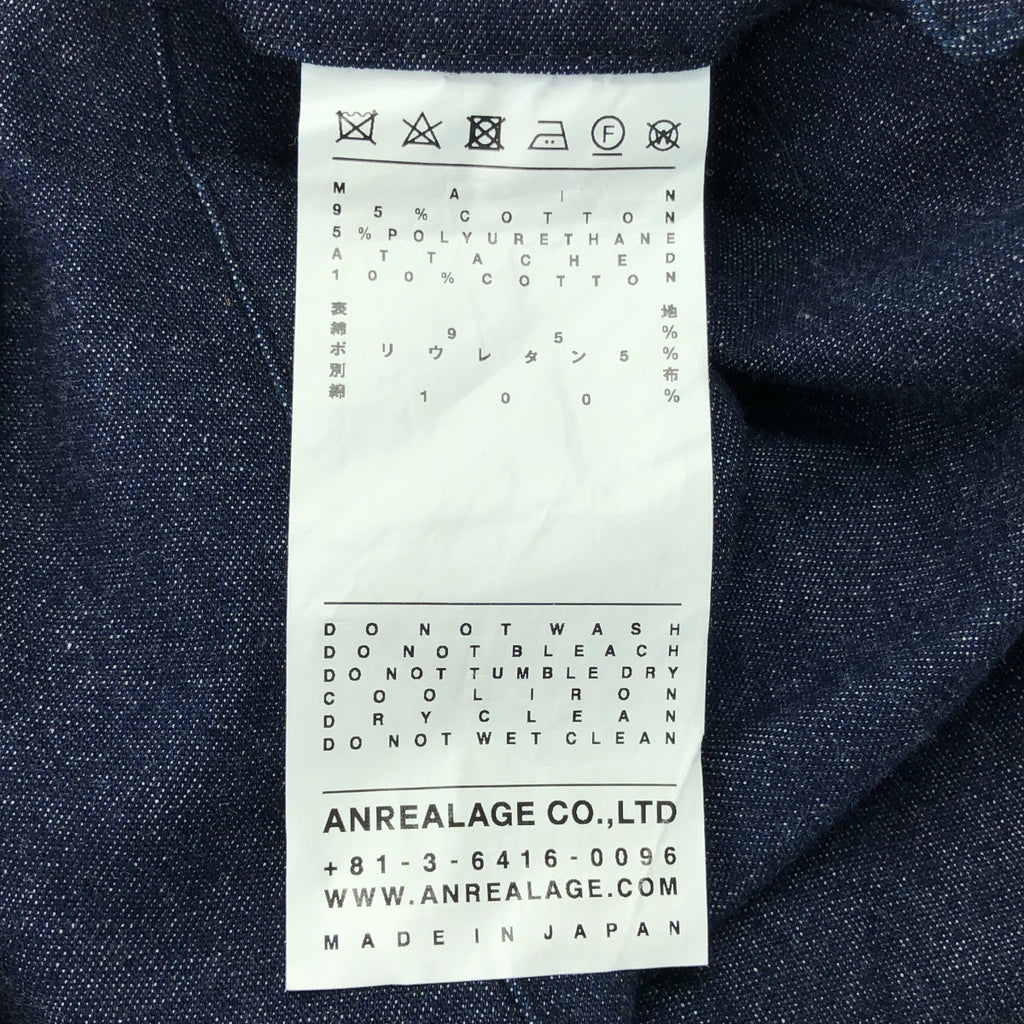 F
W
MAIN
95% COTTON
5% POLYURETHANE
ATTACHED
100% COTTON
表地
綿95%
ポリウレタン5%
別布
綿100%
DO NOT WASH
DO NOT BLEACH
DO NOT TUMBLE DRY
COOL IRON
DRY CLEAN
DO NOT WET CLEAN
ANREALAGE CO.,LTD
+81-3-6416-0096
WWW.ANREALAGE.COM
MADE IN JAPAN